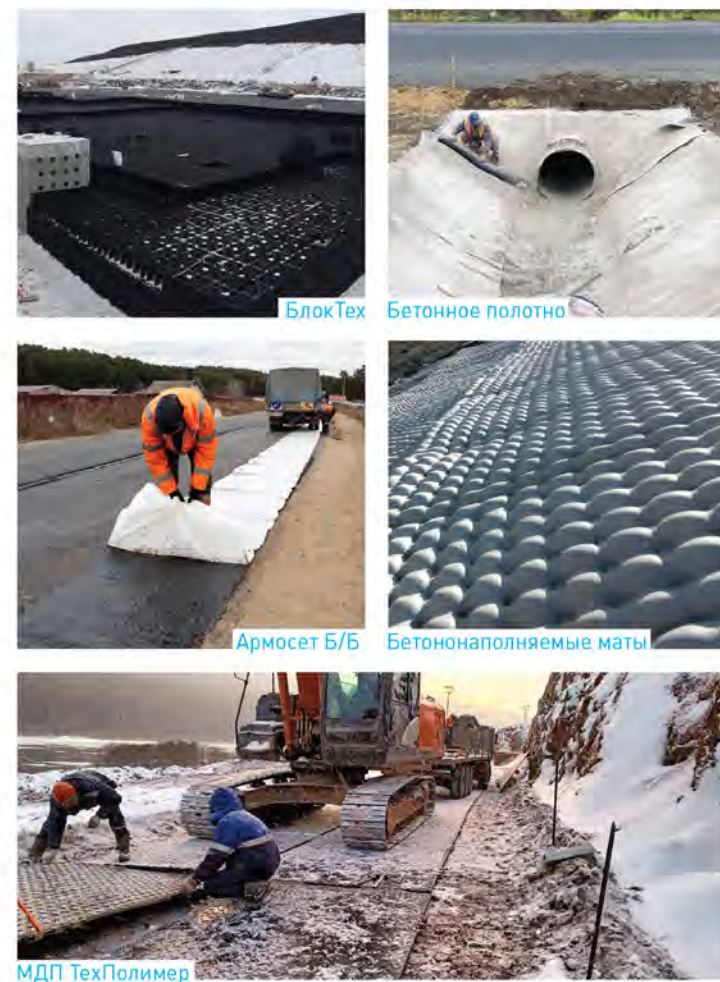 БлокТех
Бетонное полотно
Армосет Б/Б
Бетононаполняемые маты
МДП ТехПолимер